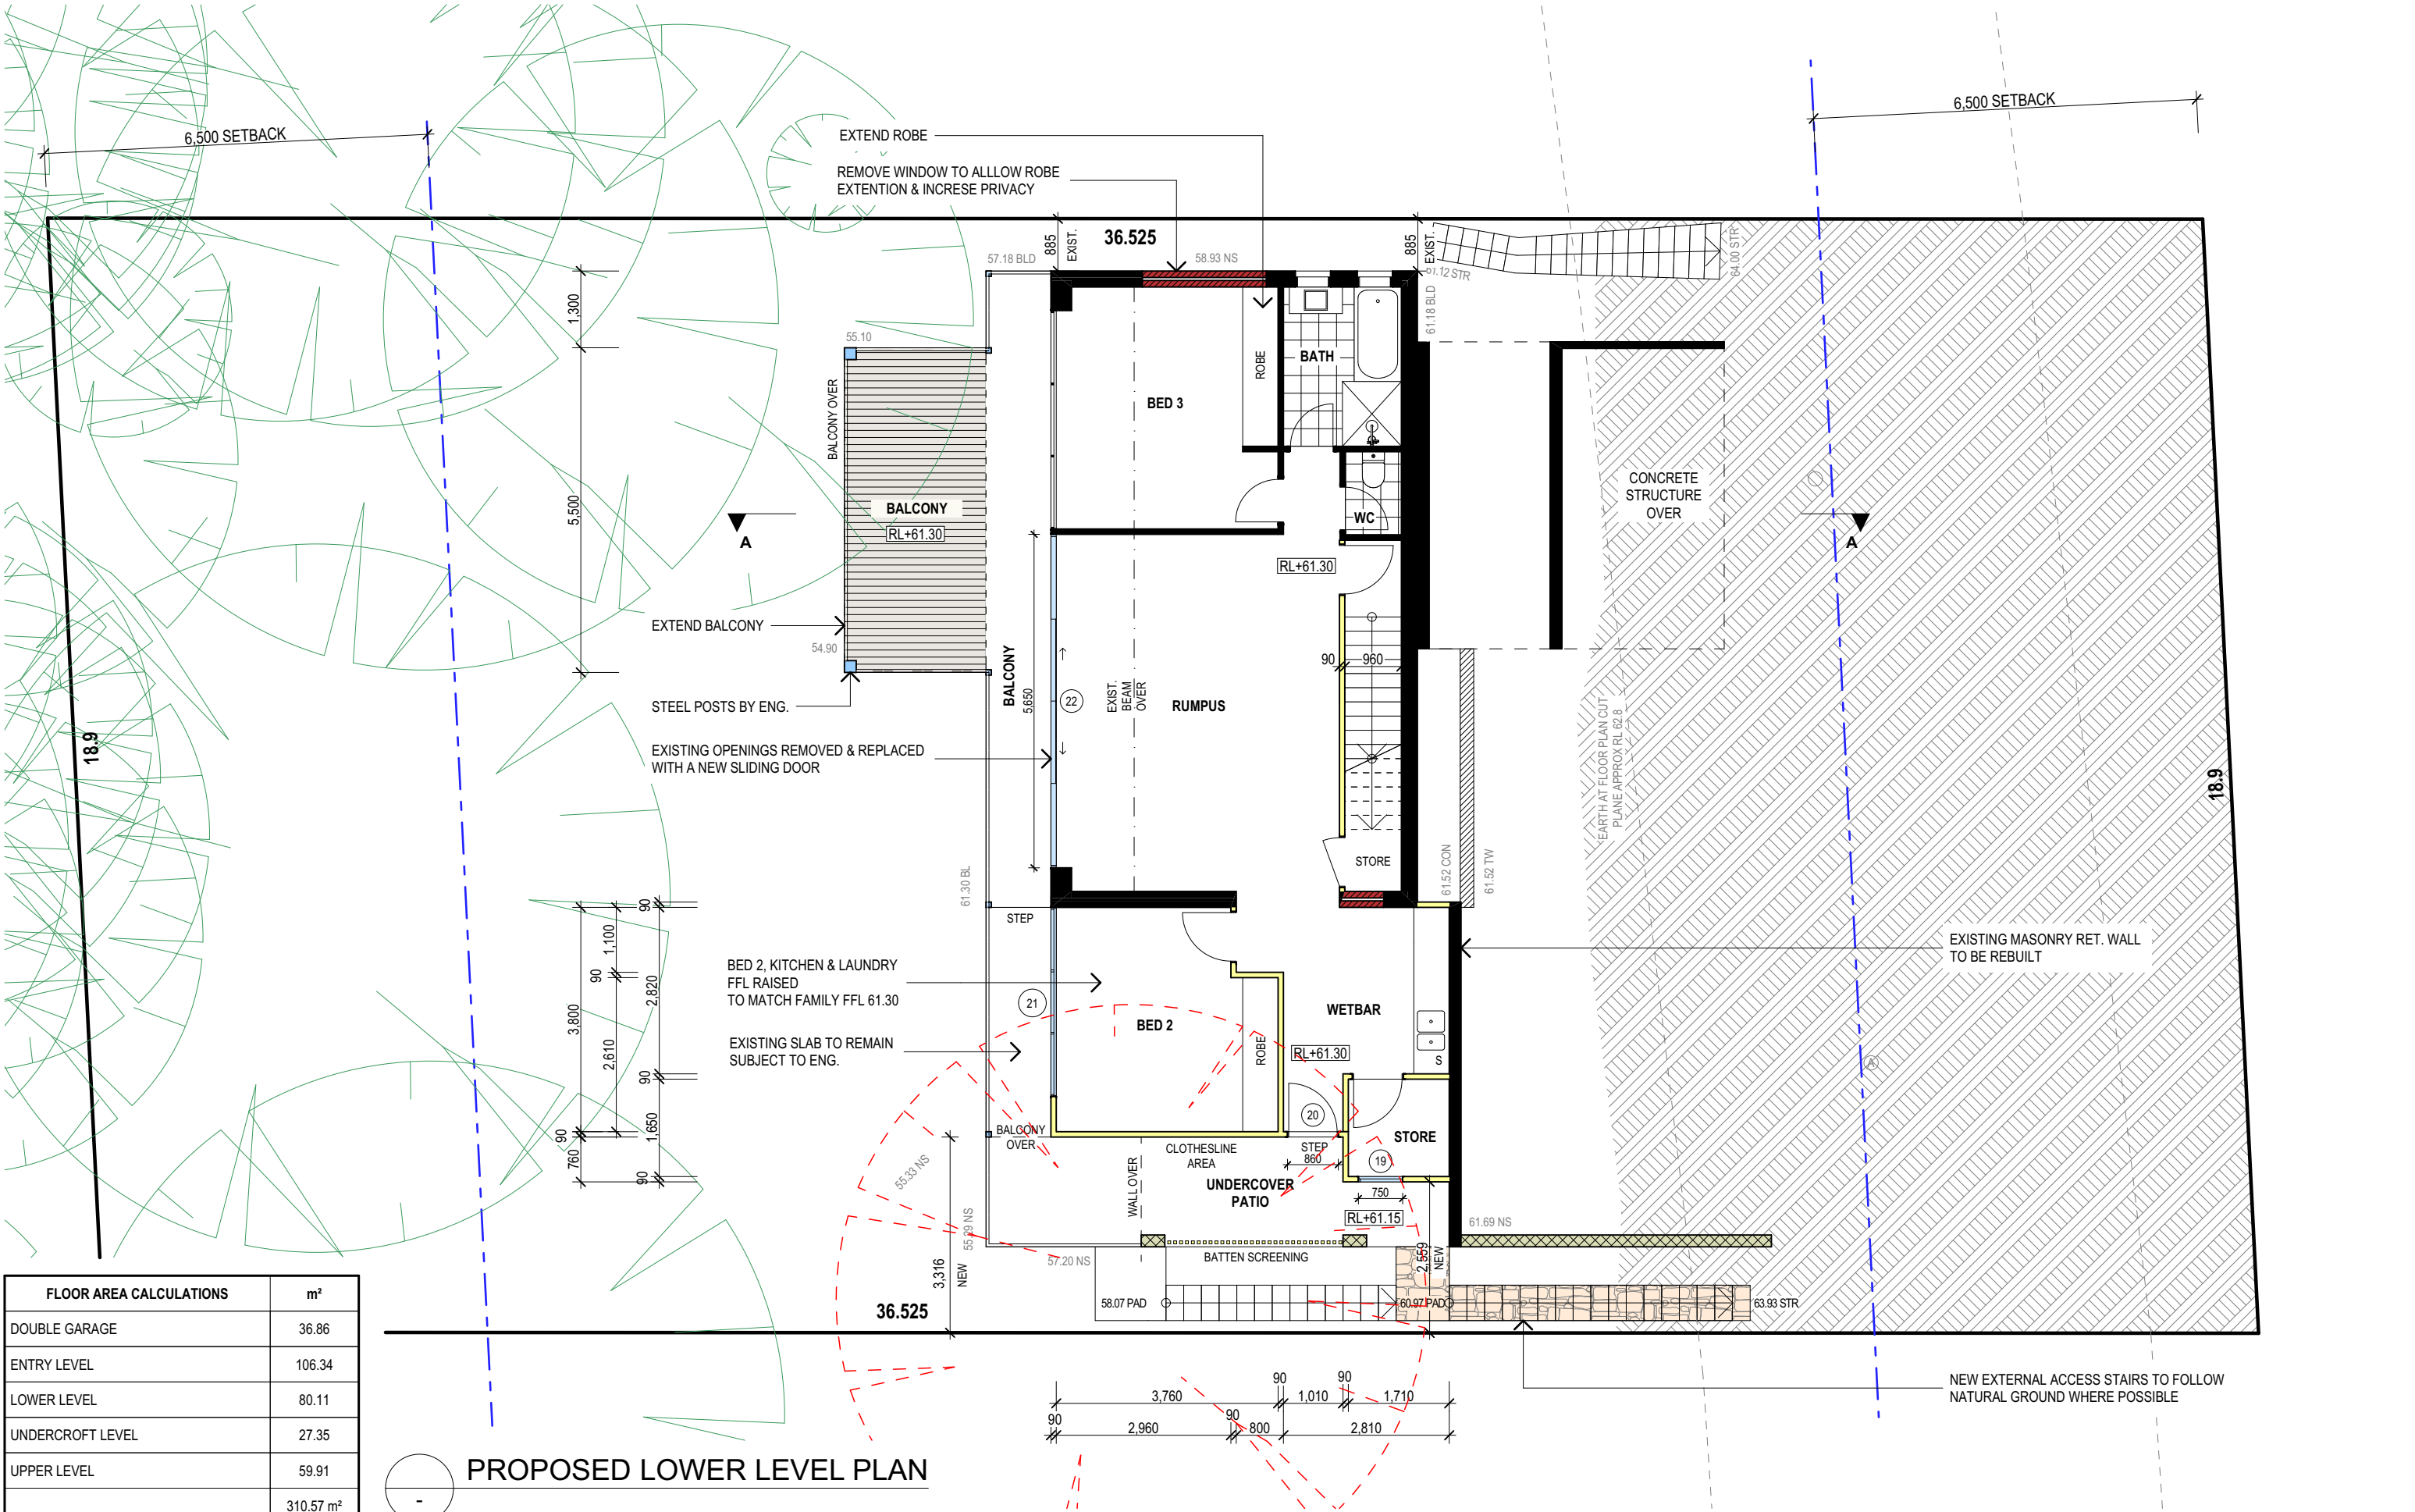 6,500 SETBACK
6,500 SETBACK
EXTEND ROBE
REMOVE WINDOW TO ALLLOW ROBE
EXTENTION & INCRESE PRIVACY
885
EXIST.
36.525
885
EXIST.
57.18 BLD
58.93 NS
61.12 STR
64.00 STR
61.18 BLD
1,300
55.10
BALCONY OVER
ROBE
BATH
BED 3
5,500
BALCONY
RL+61.30
A
WC
CONCRETE
STRUCTURE
OVER
A
RL+61.30
EXTEND BALCONY
54.90
BALCONY
5,650
22
EXIST.
BEAM
OVER
RUMPUS
90
960
STEEL POSTS BY ENG.
EXISTING OPENINGS REMOVED & REPLACED
WITH A NEW SLIDING DOOR
18.9
EARTH AT FLOOR PLAN CUT
PLANE APPROX RL 62.8
18.9
STORE
61.30 BL
61.52 CON
61.52 TW
STEP
90
1,100
90
2,820
3,800
2,610
90
1,650
90
760
90
BED 2, KITCHEN & LAUNDRY
FFL RAISED
TO MATCH FAMILY FFL 61.30
21
BED 2
WETBAR
EXISTING MASONRY RET. WALL
TO BE REBUILT
EXISTING SLAB TO REMAIN
SUBJECT TO ENG.
ROBE
RL+61.30
S
A
20
BALCONY
OVER
CLOTHESLINE
AREA
STEP
860
STORE
19
55.33 NS
WALL OVER
UNDERCOVER
PATIO
750
RL+61.15
61.69 NS
55.29 NS
57.20 NS
BATTEN SCREENING
2,559
NEW
3,316
NEW
58.07 PAD
60.97 PAD
63.93 STR
36.525
NEW EXTERNAL ACCESS STAIRS TO FOLLOW
NATURAL GROUND WHERE POSSIBLE
90
90
3,760
1,010
1,710
90
90
2,960
800
2,810
FLOOR AREA CALCULATIONS m²
DOUBLE GARAGE 36.86
ENTRY LEVEL 106.34
LOWER LEVEL 80.11
UNDERCROFT LEVEL 27.35
UPPER LEVEL 59.91
310.57 m²
PROPOSED LOWER LEVEL PLAN
-